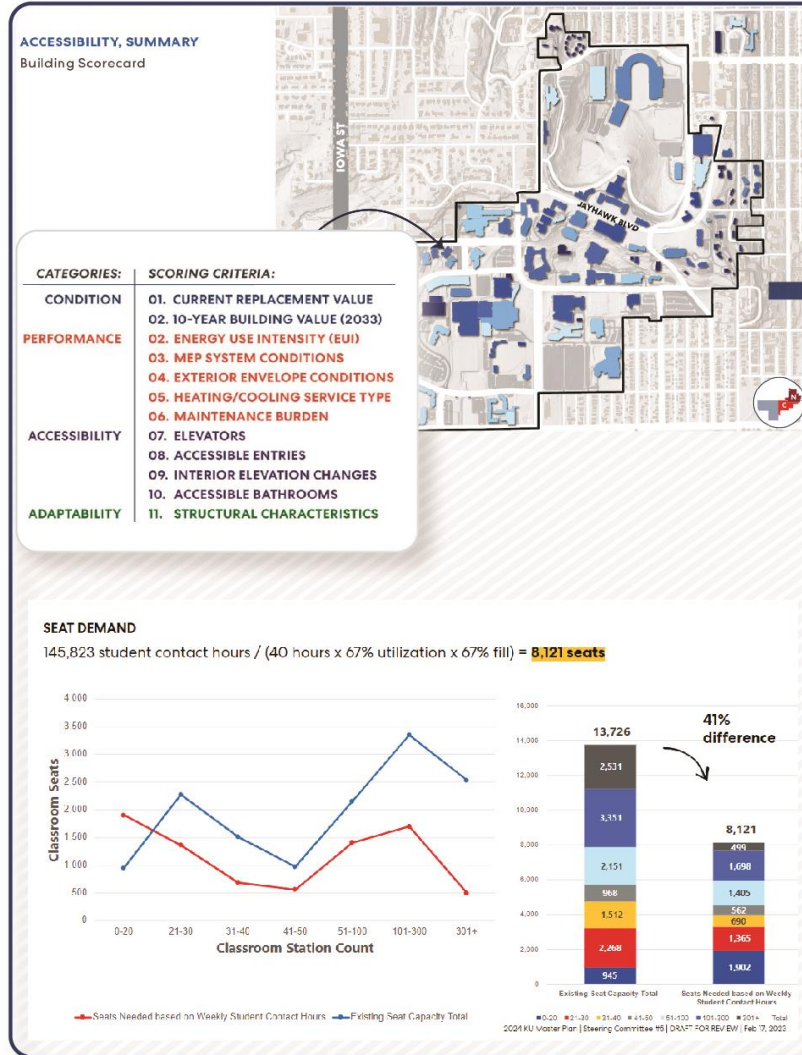 ACCESSIBILITY, SUMMARY
Building Scorecard
IOWA ST
JAYHAWK BLVD
CATEGORIES: SCORING CRITERIA:
CONDITION 01. CURRENT REPLACEMENT VALUE
02. 10-YEAR BUILDING VALUE (2033)
PERFORMANCE 02. ENERGY USE INTENSITY (EUI)
03. MEP SYSTEM CONDITIONS
04. EXTERIOR ENVELOPE CONDITIONS
05. HEATING/COOLING SERVICE TYPE
06. MAINTENANCE BURDEN
ACCESSIBILITY 07. ELEVATORS
08. ACCESSIBLE ENTRIES
09. INTERIOR ELEVATION CHANGES
10. ACCESSIBLE BATHROOMS
ADAPTABILITY 11. STRUCTURAL CHARACTERISTICS
N
C
SEAT DEMAND
145,823 student contact hours / (40 hours x 67% utilization x 67% fill) = 8,121 seats
4 000
3,500
3 000
2,500
2 000
1 500
1 000
500
0
Classroom Seats
0-20 21-30 31-40 41-50 51-100 101-300 301+
Classroom Station Count
Seats Needed based on Weekly Student Contact Hours Existing Seat Capacity Total
16,000
14,000
12,000
10,000
8,000
6,000
4,000
2,000
0
13,726
2,531
3,351
2,151
968
1,512
2,268
945
41%
difference
8,121
499
1,698
1,405
562
690
1,365
1,902
Existing Seat Capacity Total
Seats Needed based on Weekly
Student Contact Hours
0-20 21-30 31-40 41-50 51-100 101-300 301+ Total
2024 KU Master Plan | Steering Committee #5 | DRAFT FOR REVIEW | Feb 17, 2023